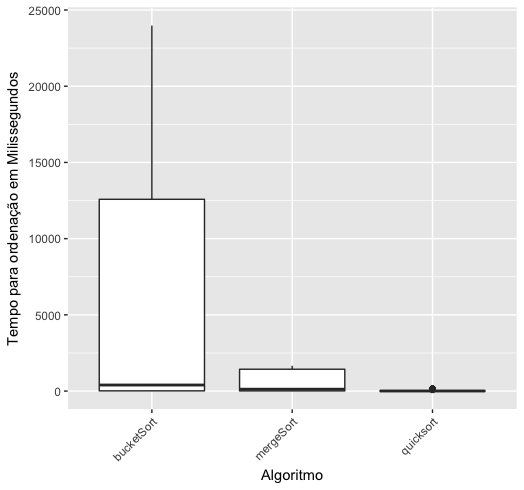 25000
20000
15000
10000
5000
0
Tempo para ordenação em Milissegundos
bucketSort
mergeSort
quicksort
Algoritmo